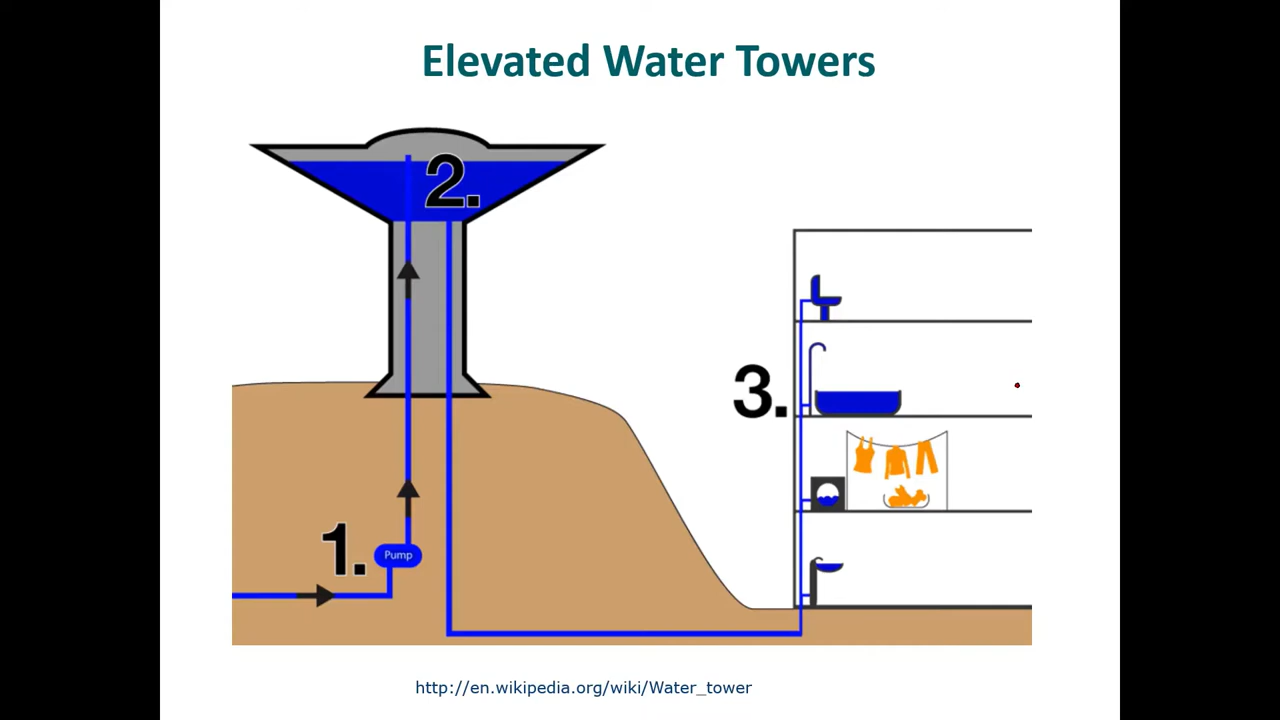 Elevated Water Towers
2.
3.
1.
Pump
http://en.wikipedia.org/wiki/Water_tower